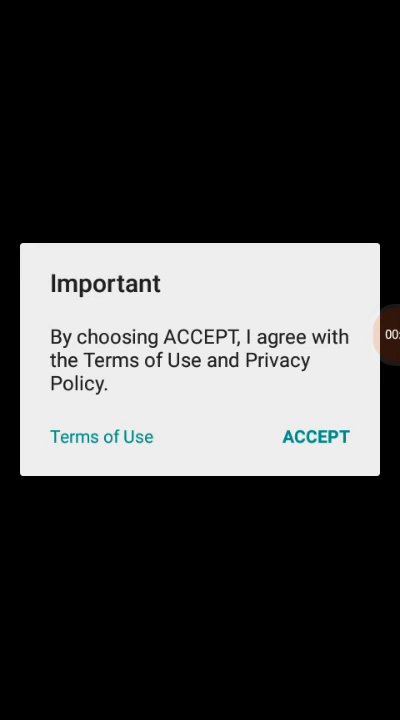 Important
By choosing ACCEPT, I agree with
the Terms of Use and Privacy
Policy.
Terms of Use
ACCEPT